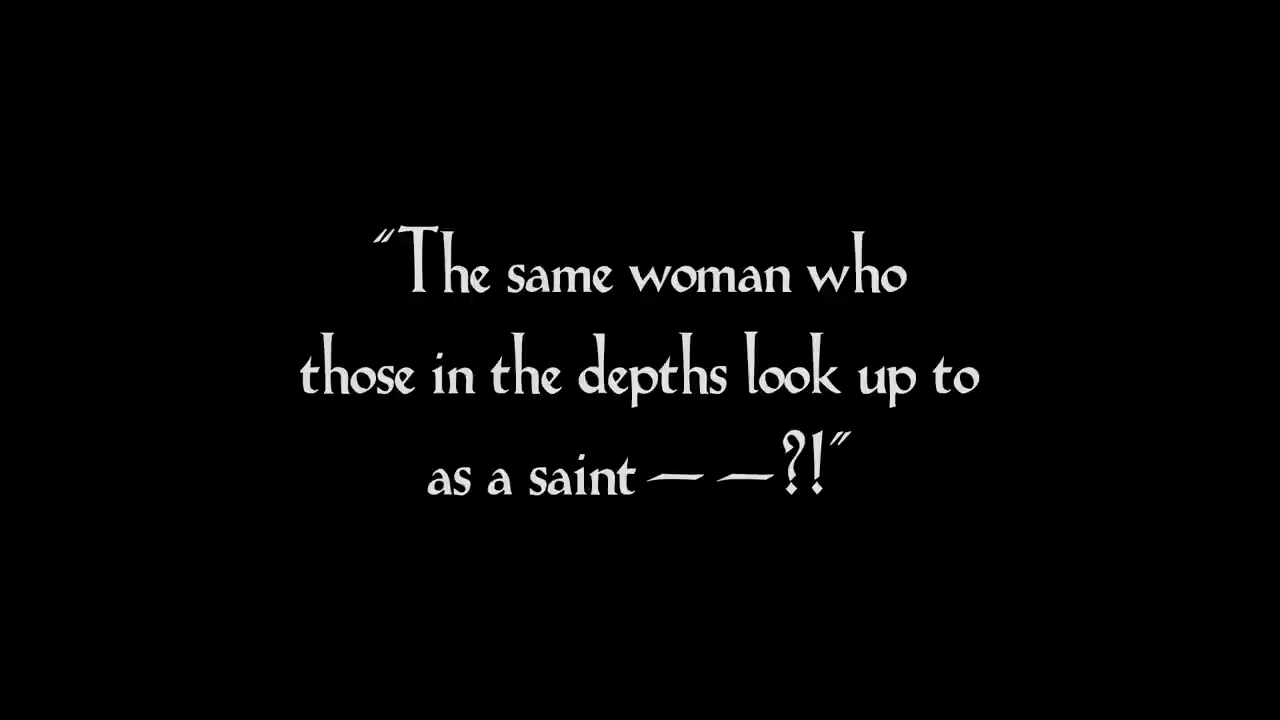 "The same woman who
those in the depths look up to
as a saint — —?!"